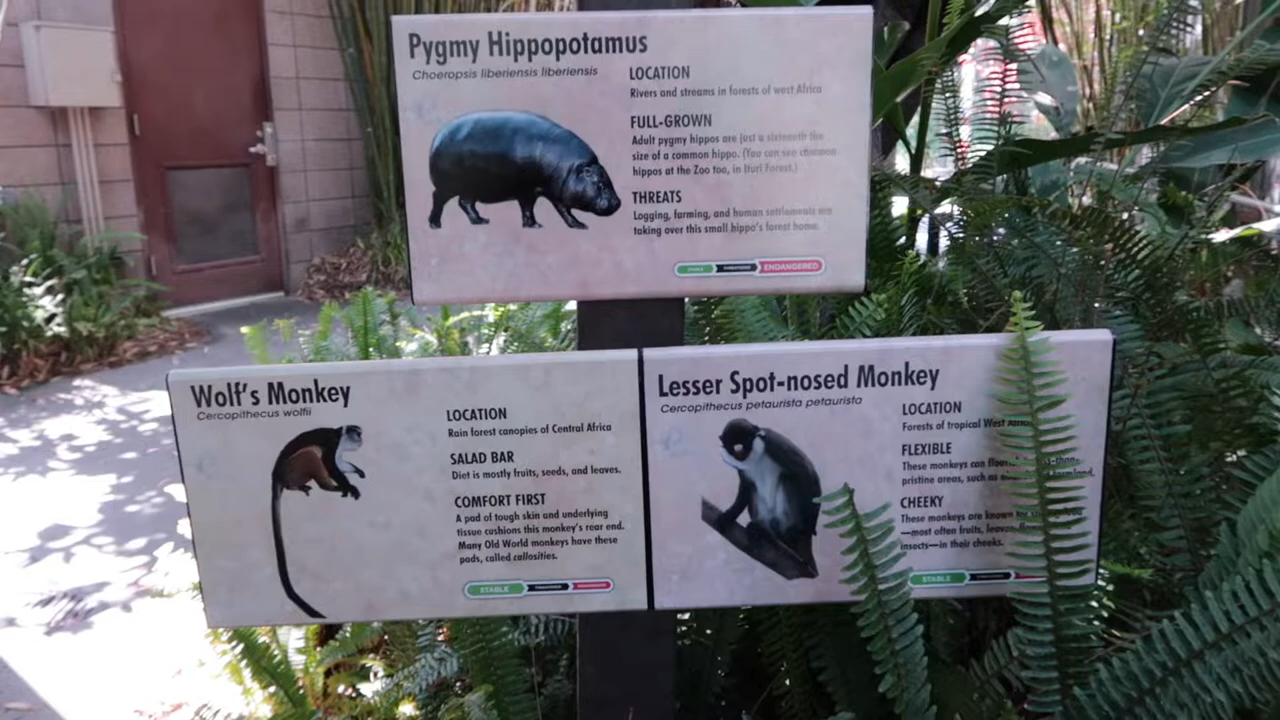 Pygmy Hippopotamus
Choeropsis liberiensis liberiensis
LOCATION
Rivers and streams in forests of west Africa
FULL-GROWN
Adult pygmy hippos are just a sixteenth the
size of a common hippo. (You can see common
hippos at the Zoo too, in Ituri Forest.)
THREATS
Logging, farming, and human settlements are
taking over this small hippo's forest home.
STABLE THREATENED ENDANGERED
Wolf's Monkey
Cercopithecus wolfii
LOCATION
Rain forest canopies of Central Africa
SALAD BAR
Diet is mostly fruits, seeds, and leaves.
COMFORT FIRST
A pad of tough skin and underlying
tissue cushions this monkey's rear end.
Many Old World monkeys have these
pads, called callosities.
STABLE THREATENED ENDANGERED
Lesser Spot-nosed Monkey
Cercopithecus petaurista petaurista
LOCATION
Forests of tropical West
FLEXIBLE
These monkeys can
pristine areas, such as
CHEEKY
These monkeys are known
—most often fruits, leaves,
insects—in their cheeks.
STABLE THREATENED